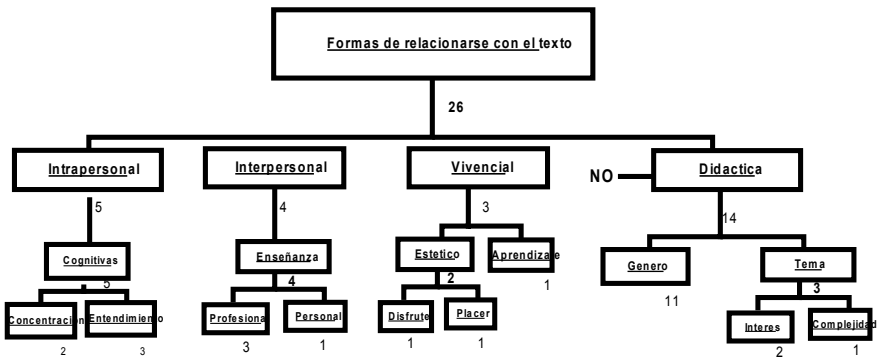 Formas de relacionarse con el texto
26
Intrapersonal
Interpersonal
Vivencial
NO
Didactica
5
4
3
14
Cognitivas
Enseñanza
Estetico
Aprendizaje
Genero
Tema
5
4
2
1
11
3
Concentración
Entendimiento
Profesiona
Personal
Disfrute
Placer
Interes
Complejidad
2
3
3
1
1
1
2
1